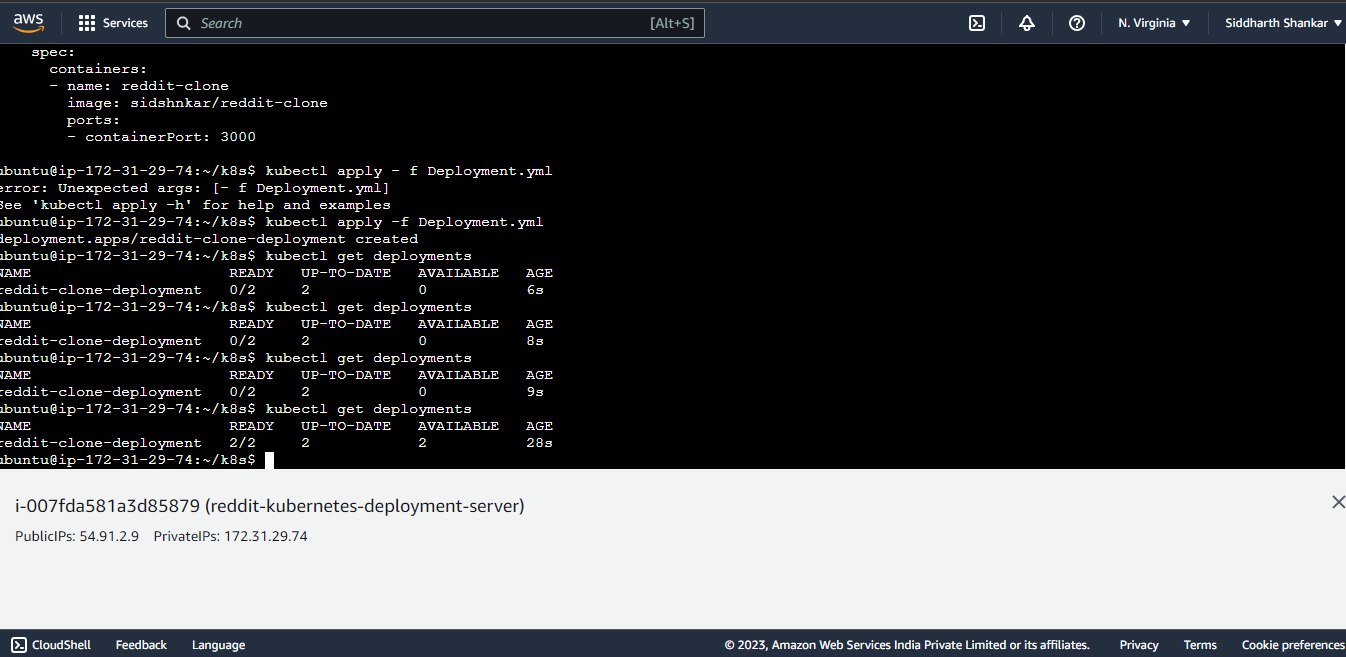 aws
Services
Search [Alt+S]
N. Virginia
Siddharth Shankar
spec:
containers:
- name: reddit-clone
image: sidshnkar/reddit-clone
ports:
- containerPort: 3000
ubuntu@ip-172-31-29-74:~/k8s$ kubectl apply - f Deployment.yml
error: Unexpected args: [- f Deployment.yml]
See 'kubectl apply -h' for help and examples
ubuntu@ip-172-31-29-74:~/k8s$ kubectl apply -f Deployment.yml
deployment.apps/reddit-clone-deployment created
ubuntu@ip-172-31-29-74:~/k8s$ kubectl get deployments
NAME READY UP-TO-DATE AVAILABLE AGE
reddit-clone-deployment 0/2 2 0 6s
ubuntu@ip-172-31-29-74:~/k8s$ kubectl get deployments
NAME READY UP-TO-DATE AVAILABLE AGE
reddit-clone-deployment 0/2 2 0 8s
ubuntu@ip-172-31-29-74:~/k8s$ kubectl get deployments
NAME READY UP-TO-DATE AVAILABLE AGE
reddit-clone-deployment 0/2 2 0 9s
ubuntu@ip-172-31-29-74:~/k8s$ kubectl get deployments
NAME READY UP-TO-DATE AVAILABLE AGE
reddit-clone-deployment 2/2 2 2 28s
ubuntu@ip-172-31-29-74:~/k8s$
i-007fda581a3d85879 (reddit-kubernetes-deployment-server)
PublicIPs: 54.91.2.9 PrivateIPs: 172.31.29.74
CloudShell Feedback Language © 2023, Amazon Web Services India Private Limited or its affiliates. Privacy Terms Cookie preferences